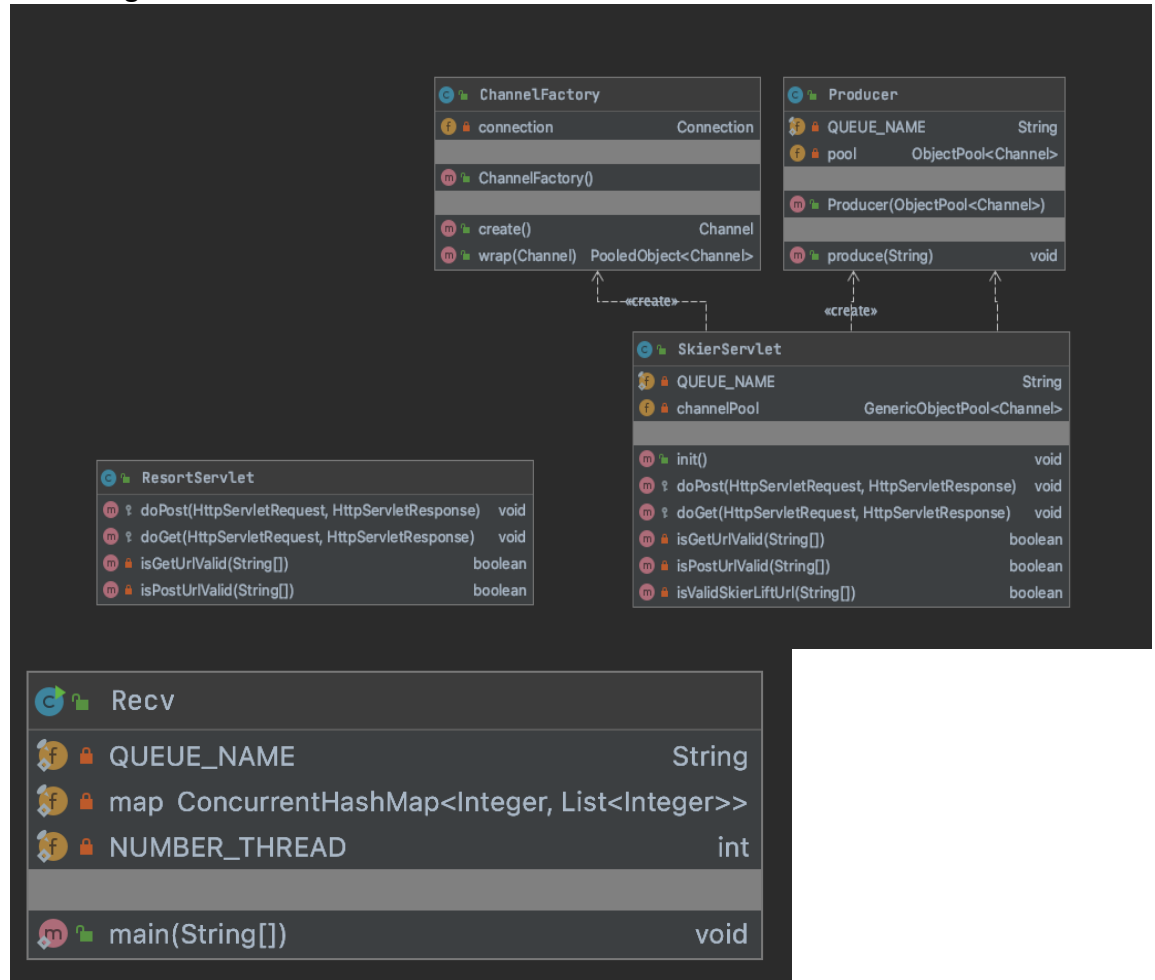 ChannelFactory
connection Connection
ChannelFactory()
create() Channel
wrap(Channel) PooledObject<Channel>
Producer
QUEUE_NAME String
pool ObjectPool<Channel>
Producer(ObjectPool<Channel>)
produce(String) void
«create»
«create»
SkierServlet
QUEUE_NAME String
channelPool GenericObjectPool<Channel>
init() void
doPost(HttpServletRequest, HttpServletResponse) void
doGet(HttpServletRequest, HttpServletResponse) void
isGetUrlValid(String[]) boolean
isPostUrlValid(String[]) boolean
isValidSkierLiftUrl(String[]) boolean
ResortServlet
doPost(HttpServletRequest, HttpServletResponse) void
doGet(HttpServletRequest, HttpServletResponse) void
isGetUrlValid(String[]) boolean
isPostUrlValid(String[]) boolean
Recv
QUEUE_NAME String
map ConcurrentHashMap<Integer, List<Integer>>
NUMBER_THREAD int
main(String[]) void